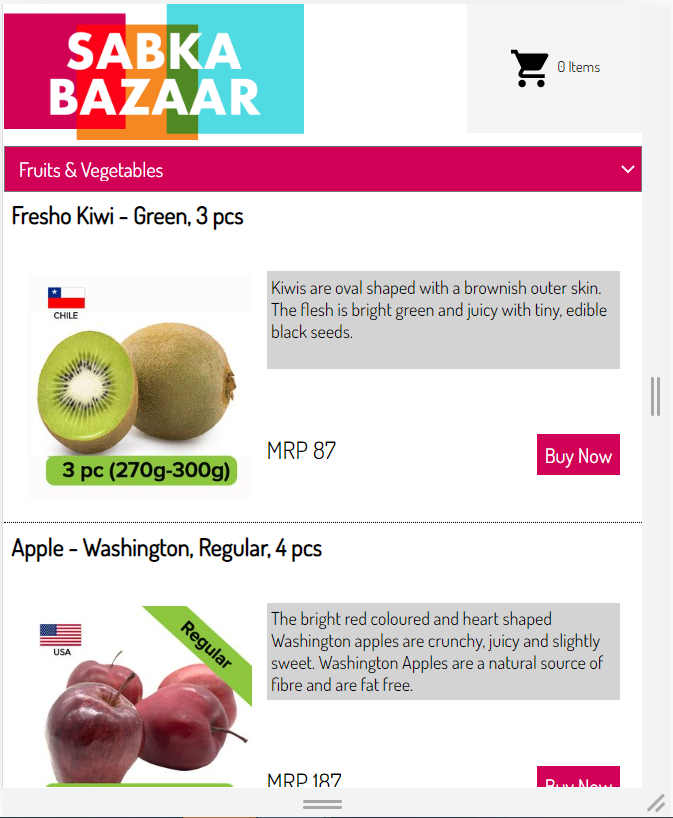 SABKA
BAZAAR
0 Items
Fruits & Vegetables
Fresho Kiwi - Green, 3 pcs
CHILE
Kiwis are oval shaped with a brownish outer skin.
The flesh is bright green and juicy with tiny, edible
black seeds.
MRP 87
Buy Now
3 pc (270g-300g)
Apple - Washington, Regular, 4 pcs
USA
Regular
The bright red coloured and heart shaped
Washington apples are crunchy, juicy and slightly
sweet. Washington Apples are a natural source of
fibre and are fat free.
MRP 187
Buy Now